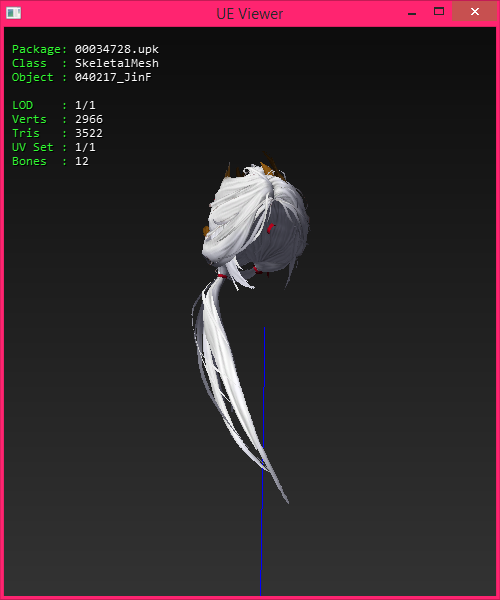 UE Viewer
Package: 00034728.upk
Class : SkeletalMesh
Object : 040217_JinF
LOD : 1/1
Verts : 2966
Tris : 3522
UV Set : 1/1
Bones : 12